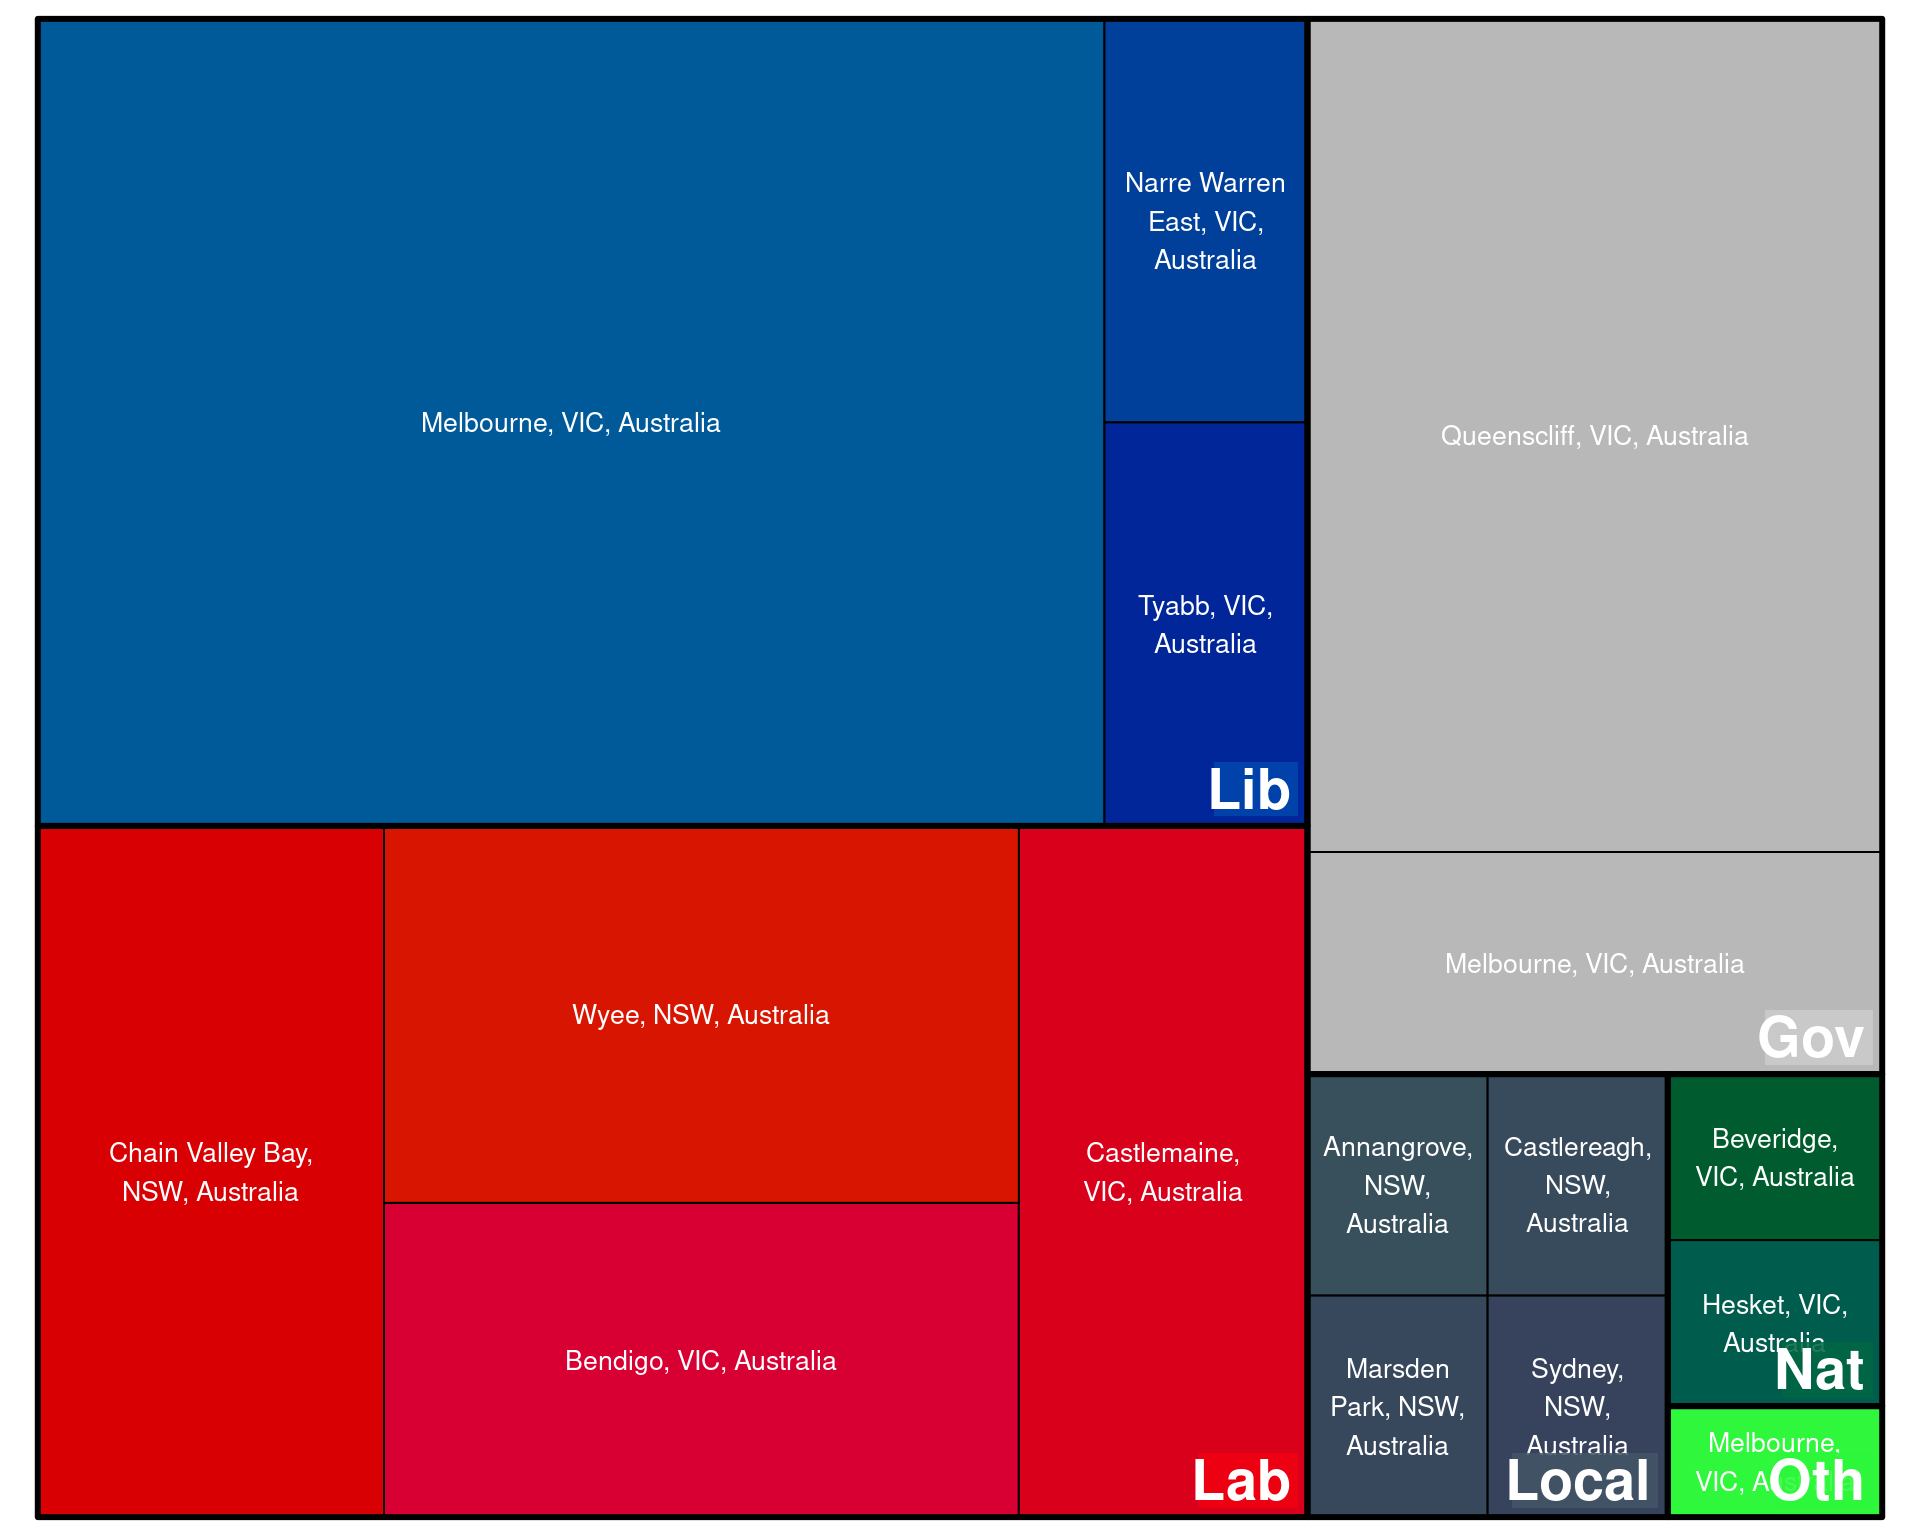 Melbourne, VIC, Australia
Narre Warren
East, VIC,
Australia
Tyabb, VIC,
Australia
Lib
Queenscliff, VIC, Australia
Melbourne, VIC, Australia
Gov
Chain Valley Bay,
NSW, Australia
Wyee, NSW, Australia
Bendigo, VIC, Australia
Castlemaine,
VIC, Australia
Lab
Annangrove,
NSW,
Australia
Castlereagh,
NSW,
Australia
Marsden
Park, NSW,
Australia
Sydney,
NSW,
Australia
Local
Beveridge,
VIC, Australia
Hesket, VIC,
Australia
Nat
Melbourne,
VIC,
Oth